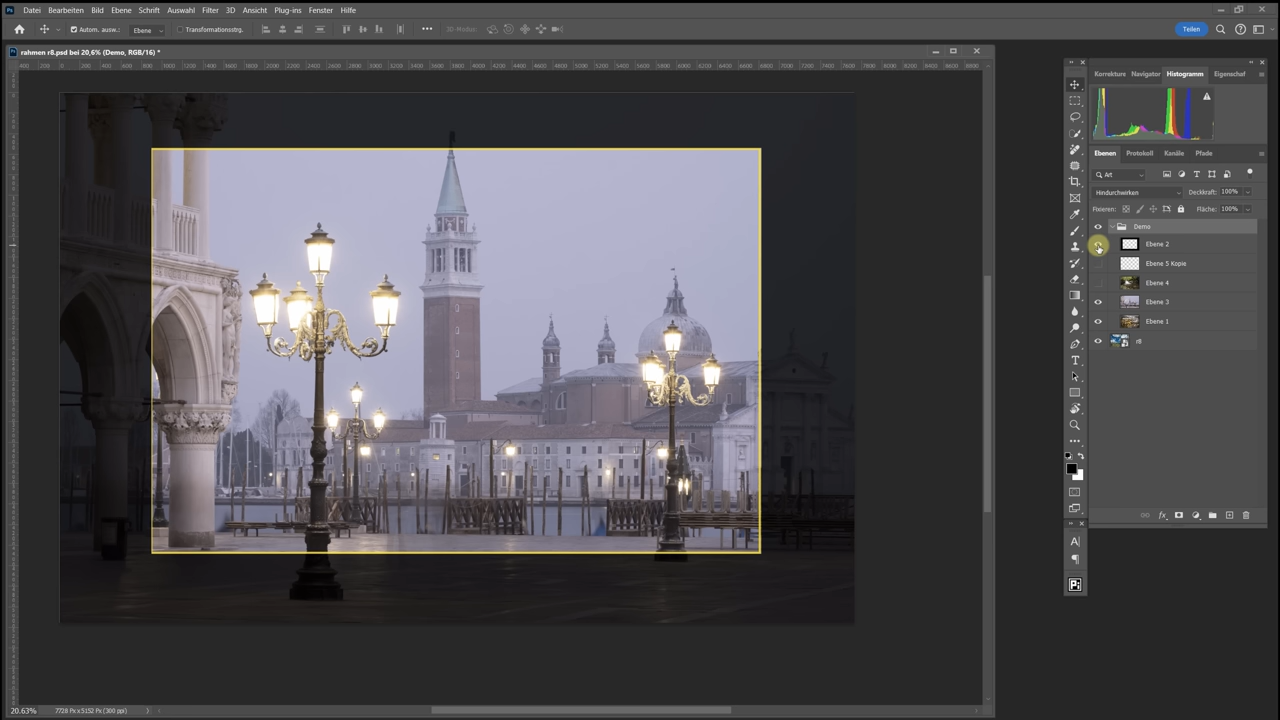 Datei Bearbeiten Bild Ebene Schrift Auswahl Filter 3D Ansicht Plug-ins Fenster Hilfe
Autom. ausw.: Ebene Transformationsstrg. 3D-Modus: Teilen
rahmen r8.psd bei 20,6% (Demo, RGB/16) *
Korrekture Navigator Histogramm Eigenschaf
Ebenen Protokoll Kanäle Pfade
Art
Hindurchwirken Deckkraft: 100%
Fixieren: Fläche: 100%
Demo
Ebene 2
Ebene 5 Kopie
Ebene 4
Ebene 3
Ebene 1
r8
20.63% 7728 Px x 5152 Px (300 ppi)